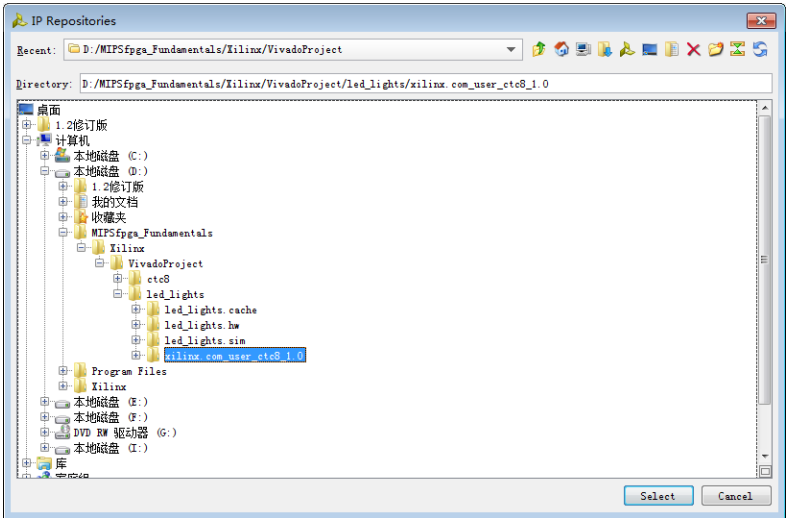 IP Repositories
Recent: D:/MIPSfpga_Fundamentals/Xilinx/VivadoProject
Directory: D:/MIPSfpga_Fundamentals/Xilinx/VivadoProject/led_lights/xilinx.com_user_ctc8_1.0
桌面
1.2修订版
计算机
本地磁盘 (C:)
本地磁盘 (D:)
1.2修订版
我的文档
收藏夹
MIPSfpga_Fundamentals
Xilinx
VivadoProject
ctc8
led_lights
led_lights.cache
led_lights.hw
led_lights.sim
xilinx.com_user_ctc8_1.0
Program Files
Xilinx
本地磁盘 (E:)
本地磁盘 (F:)
DVD RW 驱动器 (G:)
本地磁盘 (I:)
库
Select Cancel